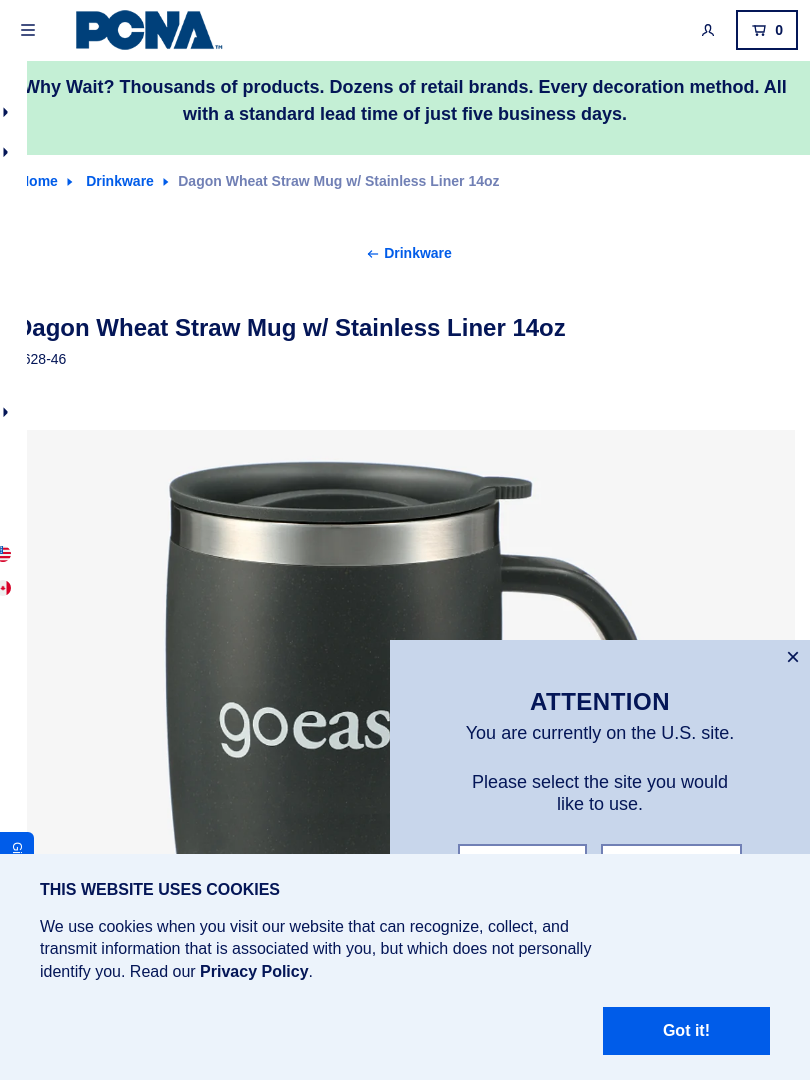 PCNA™
0
Why Wait? Thousands of products. Dozens of retail brands. Every decoration method. All
with a standard lead time of just five business days.
Home
Drinkware
Dagon Wheat Straw Mug w/ Stainless Liner 14oz
← Drinkware
Dagon Wheat Straw Mug w/ Stainless Liner 14oz
628-46
goeas
×
ATTENTION
You are currently on the U.S. site.
Please select the site you would
like to use.
THIS WEBSITE USES COOKIES
We use cookies when you visit our website that can recognize, collect, and
transmit information that is associated with you, but which does not personally
identify you. Read our Privacy Policy.
Got it!